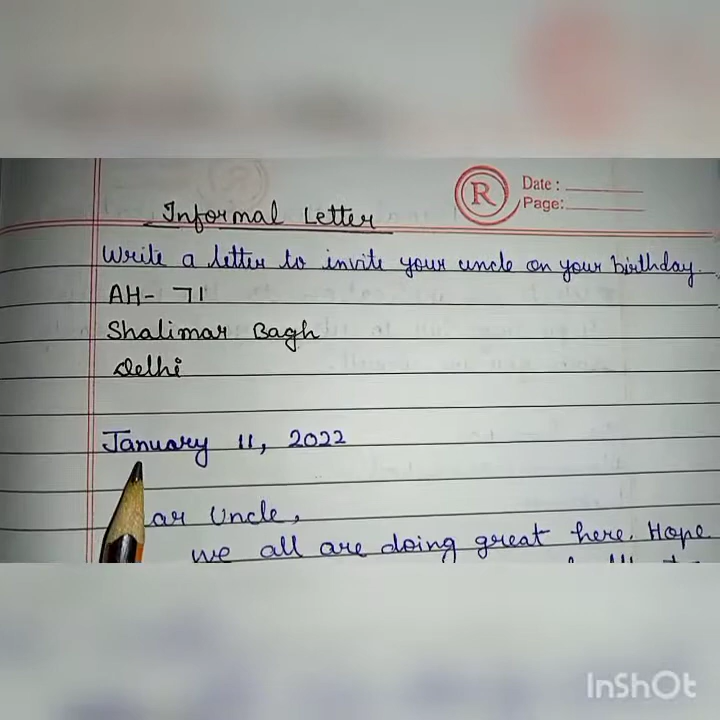 Informal Letter
Date :
Page:
Write a letter to invite your uncle on your birthday.
AH- 71
Shalimar Bagh
Delhi
January 11, 2022
ar Uncle,
we all are doing great here. Hope
InShOt